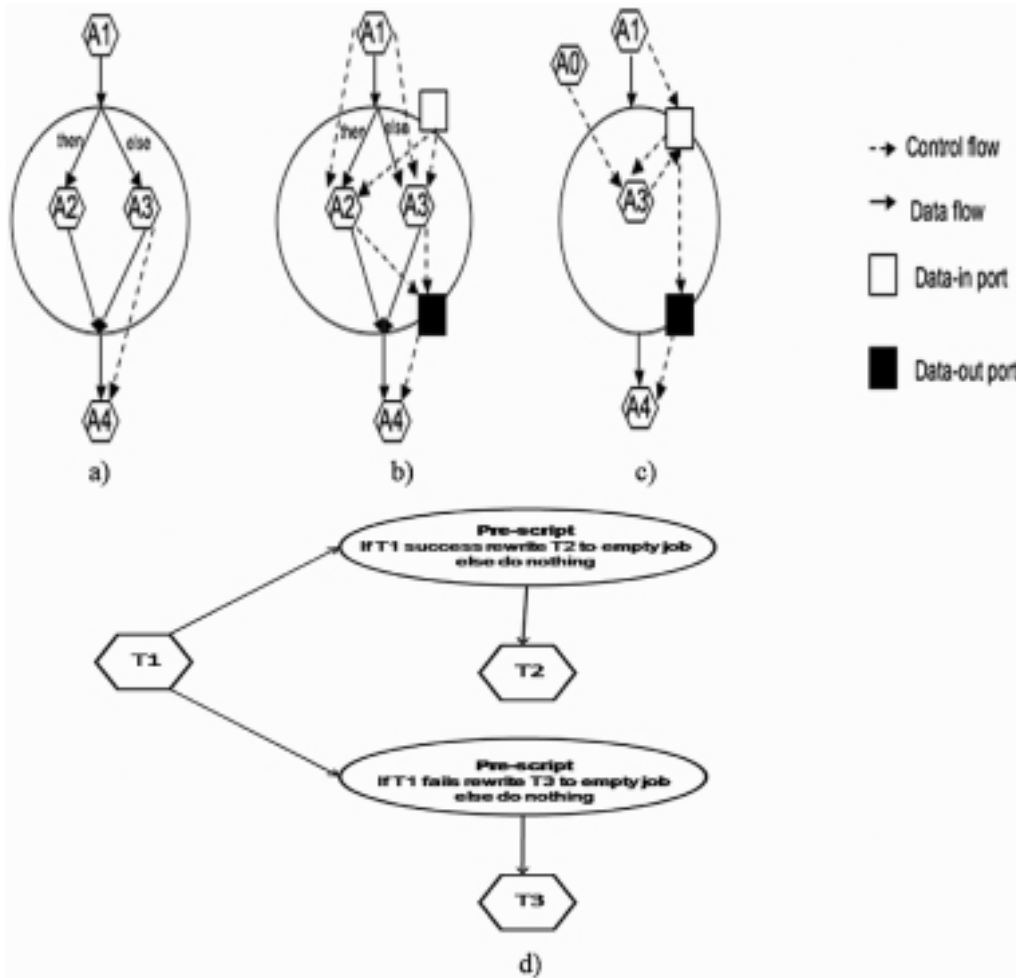 A1
then
else
A2
A3
A4
a)
A1
then
else
A2
A3
A4
b)
A1
A0
A3
A4
c)
Control flow
Data flow
Data-in port
Data-out port
Pre-script
If T1 success rewrite T2 to empty job
else do nothing
T1
T2
Pre-script
If T1 fails rewrite T3 to empty job
else do nothing
T3
d)